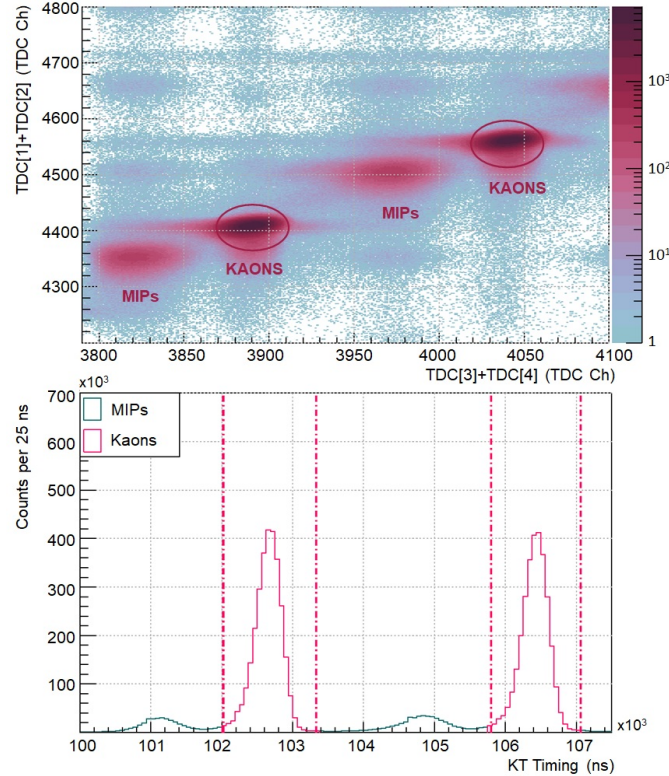 4800
4700
4600
4500
4400
4300
TDC[1]+TDC[2] (TDC Ch)
MIPs
KAONS
MIPs
KAONS
10³
10²
10¹
1
3800 3850 3900 3950 4000 4050 4100
TDC[3]+TDC[4] (TDC Ch)
700 x10³
600
500
400
300
200
100
Counts per 25 ns
MIPs
Kaons
100 101 102 103 104 105 106 107 x10³
KT Timing (ns)